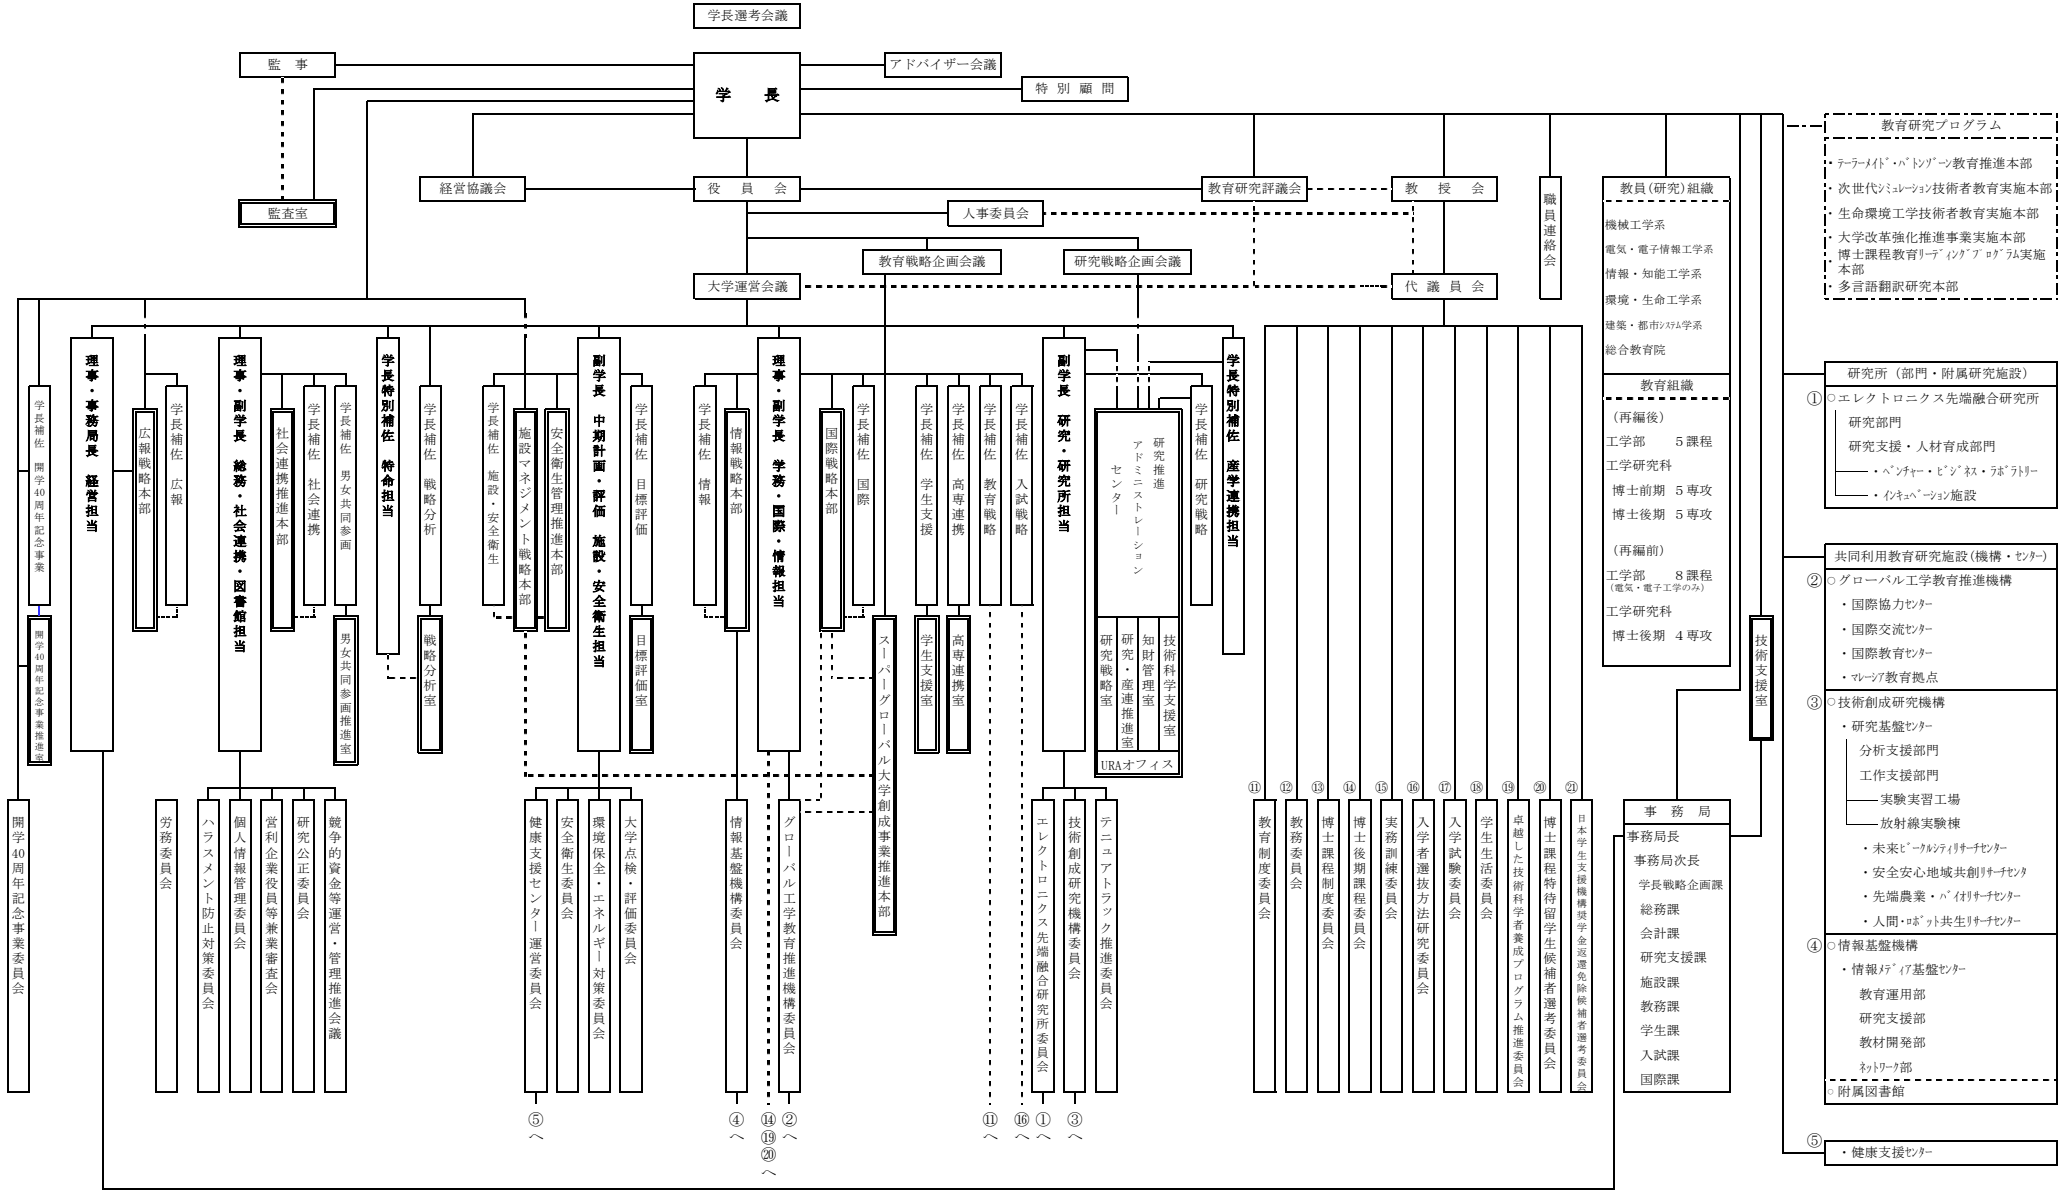 学長選考会議
監　事
学　長
アドバイザー会議
特 別 顧 問
監査室
経営協議会
役　員　会
教育研究評議会
教　授　会
人事委員会
教育戦略企画会議
研究戦略企画会議
大学運営会議
代 議 員 会
職員連絡会
理事・事務局長　経営担当
理事・副学長　総務・社会連携・図書館担当
学長特別補佐　特命担当
副学長　中期計画・評価　施設・安全衛生担当
理事・副学長　学務・国際・情報担当
副学長　研究・研究所担当
学長特別補佐　産学連携担当
学長補佐　開学40周年記念事業
開学40周年記念事業推進室
広報戦略本部
学長補佐　広報
社会連携推進本部
学長補佐　社会連携
学長補佐　男女共同参画
男女共同参画推進室
学長補佐　戦略分析
戦略分析室
学長補佐　施設・安全衛生
施設マネジメント戦略本部
安全衛生管理推進本部
学長補佐　目標評価
目標評価室
学長補佐　情報
情報戦略本部
国際戦略本部
学長補佐　国際
スーパーグローバル大学創成事業推進本部
学長補佐　学生支援
学生支援室
学長補佐　高専連携
高専連携室
学長補佐　教育戦略
学長補佐　入試戦略
研究推進
アドミニストレーション
センター
研究戦略室
研究・産連推進室
知財管理室
技術科学支援室
URAオフィス
学長補佐　研究戦略
開学40周年記念事業委員会
労務委員会
ハラスメント防止対策委員会
個人情報管理委員会
営利企業役員等兼業審査会
研究公正委員会
競争的資金等運営・管理推進会議
健康支援センター運営委員会
安全衛生委員会
環境保全・エネルギー対策委員会
大学点検・評価委員会
情報基盤機構委員会
グローバル工学教育推進機構委員会
エレクトロニクス先端融合研究所委員会
技術創成研究機構委員会
テニュアトラック推進委員会
⑤へ
④へ
⑭⑲⑳へ
②へ
⑪へ
⑯へ
①へ
③へ
⑪ 教育制度委員会
⑫ 教務委員会
⑬ 博士課程制度委員会
⑭ 博士後期課程委員会
⑮ 実務訓練委員会
⑯ 入学者選抜方法研究委員会
⑰ 入学試験委員会
⑱ 学生生活委員会
⑲ 卓越した技術科学者養成プログラム推進委員会
⑳ 博士課程特待留学生候補者選考委員会
㉑ 日本学生支援機構奨学金返還免除候補者選考委員会
教員(研究)組織
機械工学系
電気・電子情報工学系
情報・知能工学系
環境・生命工学系
建築・都市ｼｽﾃﾑ学系
総合教育院
教育組織
（再編後）
工学部　　５課程
工学研究科
博士前期　５専攻
博士後期　５専攻
（再編前）
工学部　　８課程
（電気・電子工学のみ）
工学研究科
博士後期　４専攻
技術支援室
事　務　局
事務局長
事務局次長
学長戦略企画課
総務課
会計課
研究支援課
施設課
教務課
学生課
入試課
国際課
教育研究プログラム
・ﾃｰﾗｰﾒｲﾄﾞ・ﾊﾞﾄﾝｿﾞｰﾝ教育推進本部
・次世代ｼﾐｭﾚｰｼｮﾝ技術者教育実施本部
・生命環境工学技術者教育実施本部
・大学改革強化推進事業実施本部
・博士課程教育ﾘｰﾃﾞｨﾝｸﾞﾌﾟﾛｸﾞﾗﾑ実施
本部
・多言語翻訳研究本部
研究所（部門・附属研究施設）
①○エレクトロニクス先端融合研究所
研究部門
研究支援・人材育成部門
・ﾍﾞﾝﾁｬｰ・ﾋﾞｼﾞﾈｽ・ﾗﾎﾞﾗﾄﾘｰ
・ｲﾝｷｭﾍﾞｰｼｮﾝ施設
共同利用教育研究施設(機構・ｾﾝﾀｰ)
②○グローバル工学教育推進機構
・国際協力ｾﾝﾀｰ
・国際交流ｾﾝﾀｰ
・国際教育ｾﾝﾀｰ
・ﾏﾚｰｼｱ教育拠点
③○技術創成研究機構
・研究基盤ｾﾝﾀｰ
分析支援部門
工作支援部門
実験実習工場
放射線実験棟
・未来ﾋﾞｰｸﾙｼﾃｨﾘｻｰﾁｾﾝﾀｰ
・安全安心地域共創ﾘｻｰﾁｾﾝﾀ
・先端農業・ﾊﾞｲｵﾘｻｰﾁｾﾝﾀｰ
・人間・ﾛﾎﾞｯﾄ共生ﾘｻｰﾁｾﾝﾀｰ
④○情報基盤機構
・情報ﾒﾃﾞｨｱ基盤ｾﾝﾀｰ
教育運用部
研究支援部
教材開発部
ﾈｯﾄﾜｰｸ部
○附属図書館
⑤・健康支援ｾﾝﾀｰ